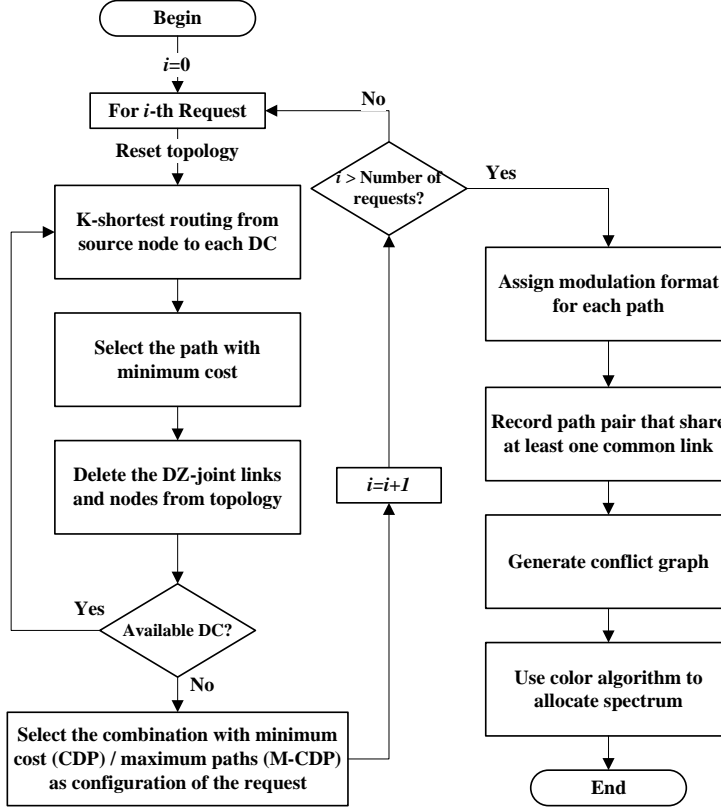 Begin
i=0
For i-th Request
Reset topology
K-shortest routing from
source node to each DC
Select the path with
minimum cost
Delete the DZ-joint links
and nodes from topology
Yes
Available DC?
No
Select the combination with minimum
cost (CDP) / maximum paths (M-CDP)
as configuration of the request
i=i+1
No
i > Number of
requests?
Yes
Assign modulation format
for each path
Record path pair that share
at least one common link
Generate conflict graph
Use color algorithm to
allocate spectrum
End